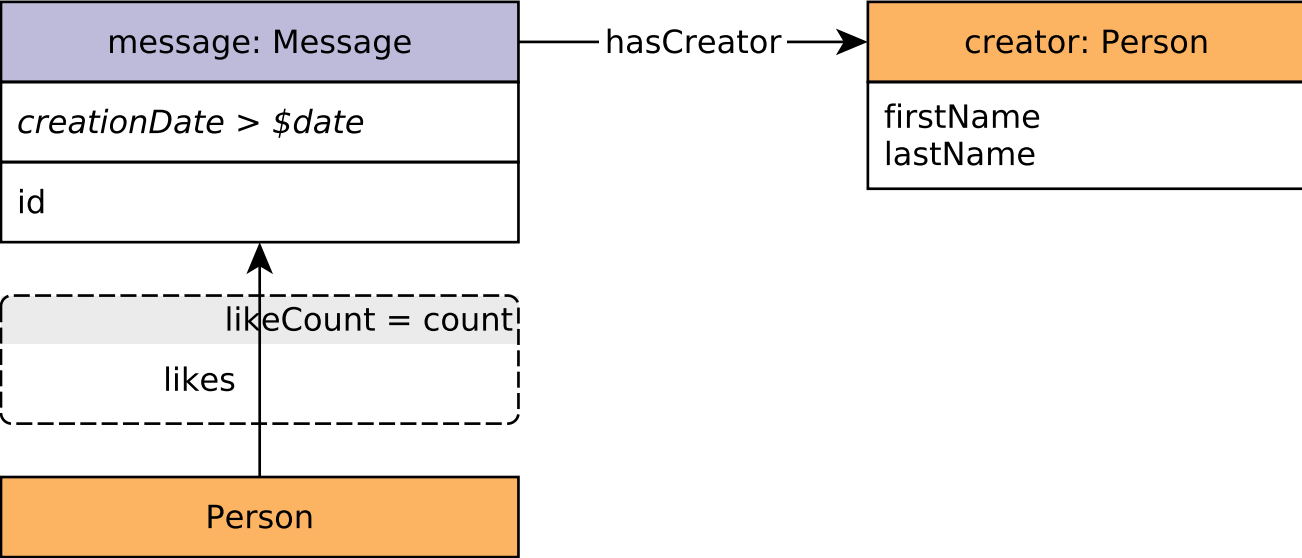 message: Message
hasCreator
creator: Person
creationDate > $date
firstName
lastName
id
likeCount = count
likes
Person